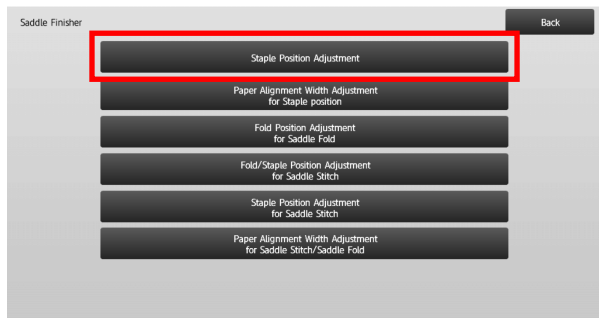 Saddle Finisher
Back
Staple Position Adjustment
Paper Alignment Width Adjustment
for Staple position
Fold Position Adjustment
for Saddle Fold
Fold/Staple Position Adjustment
for Saddle Stitch
Staple Position Adjustment
for Saddle Stitch
Paper Alignment Width Adjustment
for Saddle Stitch/Saddle Fold